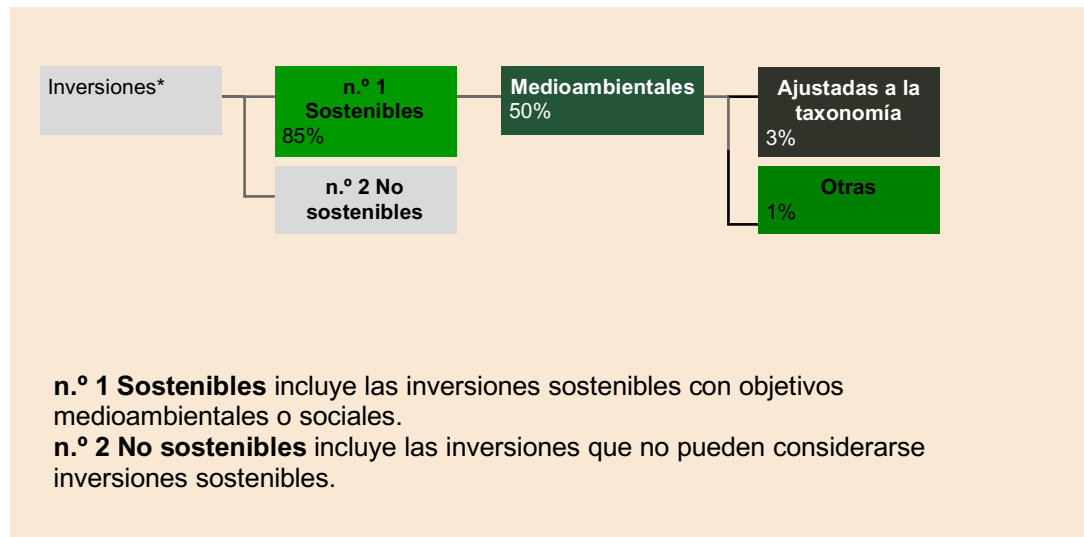 Inversiones*
n.º 1
Sostenibles
85%
Medioambientales
50%
Ajustadas a la
taxonomía
3%
n.º 2 No
sostenibles
Otras
1%
n.º 1 Sostenibles incluye las inversiones sostenibles con objetivos
medioambientales o sociales.
n.º 2 No sostenibles incluye las inversiones que no pueden considerarse
inversiones sostenibles.